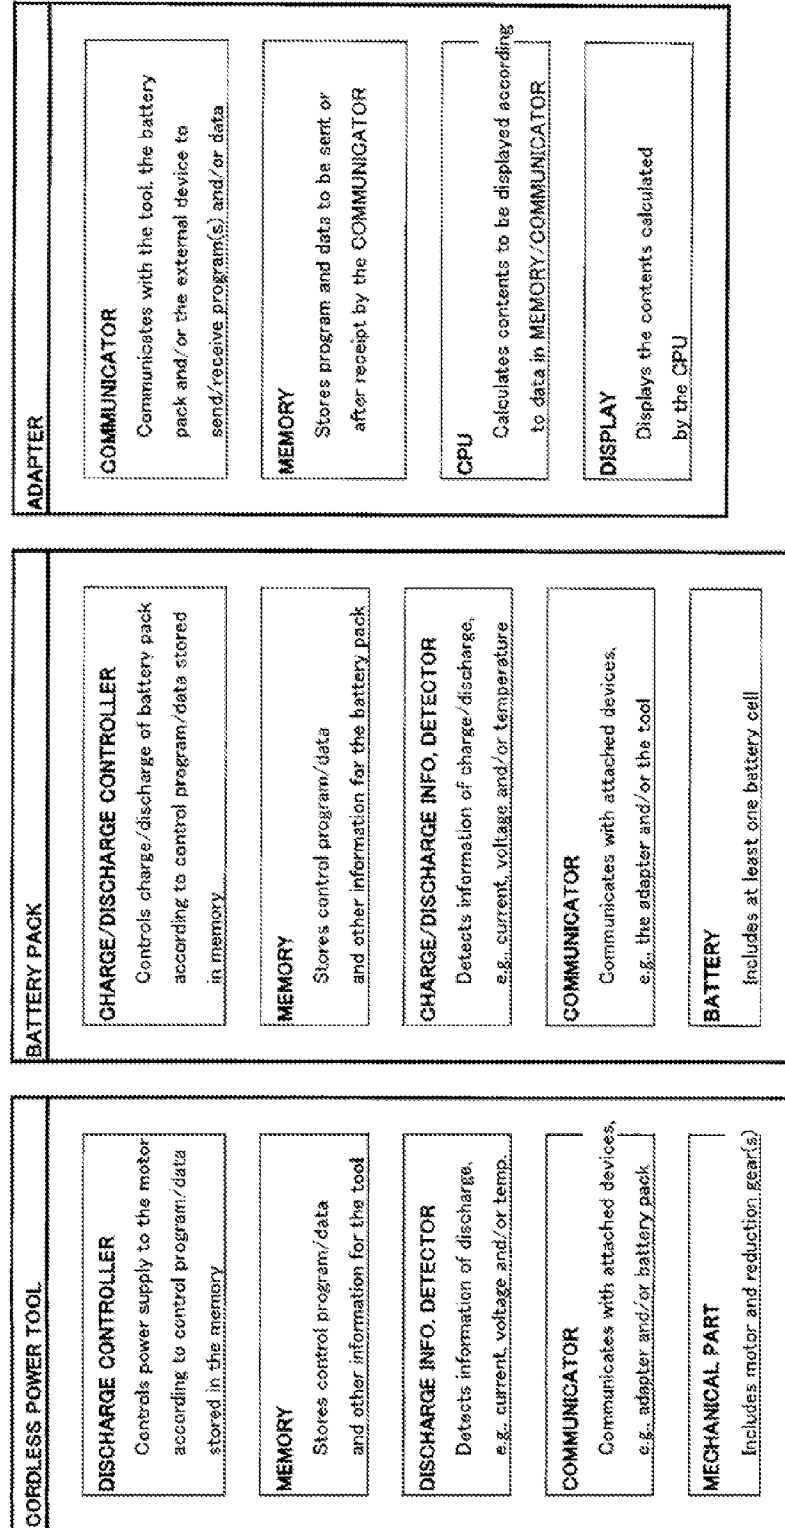 CORDLESS POWER TOOL
DISCHARGE CONTROLLER
Controls power supply to the motor
according to control program/data
stored in the memory
MEMORY
Stores control program/data
and other information for the tool
DISCHARGE INFO. DETECTOR
Detects information of discharge,
e.g., current, voltage and/or temp.
COMMUNICATOR
Communicates with attached devices,
e.g., adapter and/or battery pack
MECHANICAL PART
Includes motor and reduction gear(s)
BATTERY PACK
CHARGE/DISCHARGE CONTROLLER
Controls charge/discharge of battery pack
according to control program/data stored
in memory
MEMORY
Stores control program/data
and other information for the battery pack
CHARGE/DISCHARGE INFO, DETECTOR
Detects information of charge/discharge,
e.g., current, voltage and/or temperature
COMMUNICATOR
Communicates with attached devices,
e.g., the adapter and/or the tool
BATTERY
Includes at least one battery cell
ADAPTER
COMMUNICATOR
Communicates with the tool, the battery
pack and/or the external device to
send/receive program(s) and/or data
MEMORY
Stores program and data to be sent or
after receipt by the COMMUNICATOR
CPU
Calculates contents to be displayed according
to data in MEMORY/COMMUNICATOR
DISPLAY
Displays the contents calculated
by the CPU